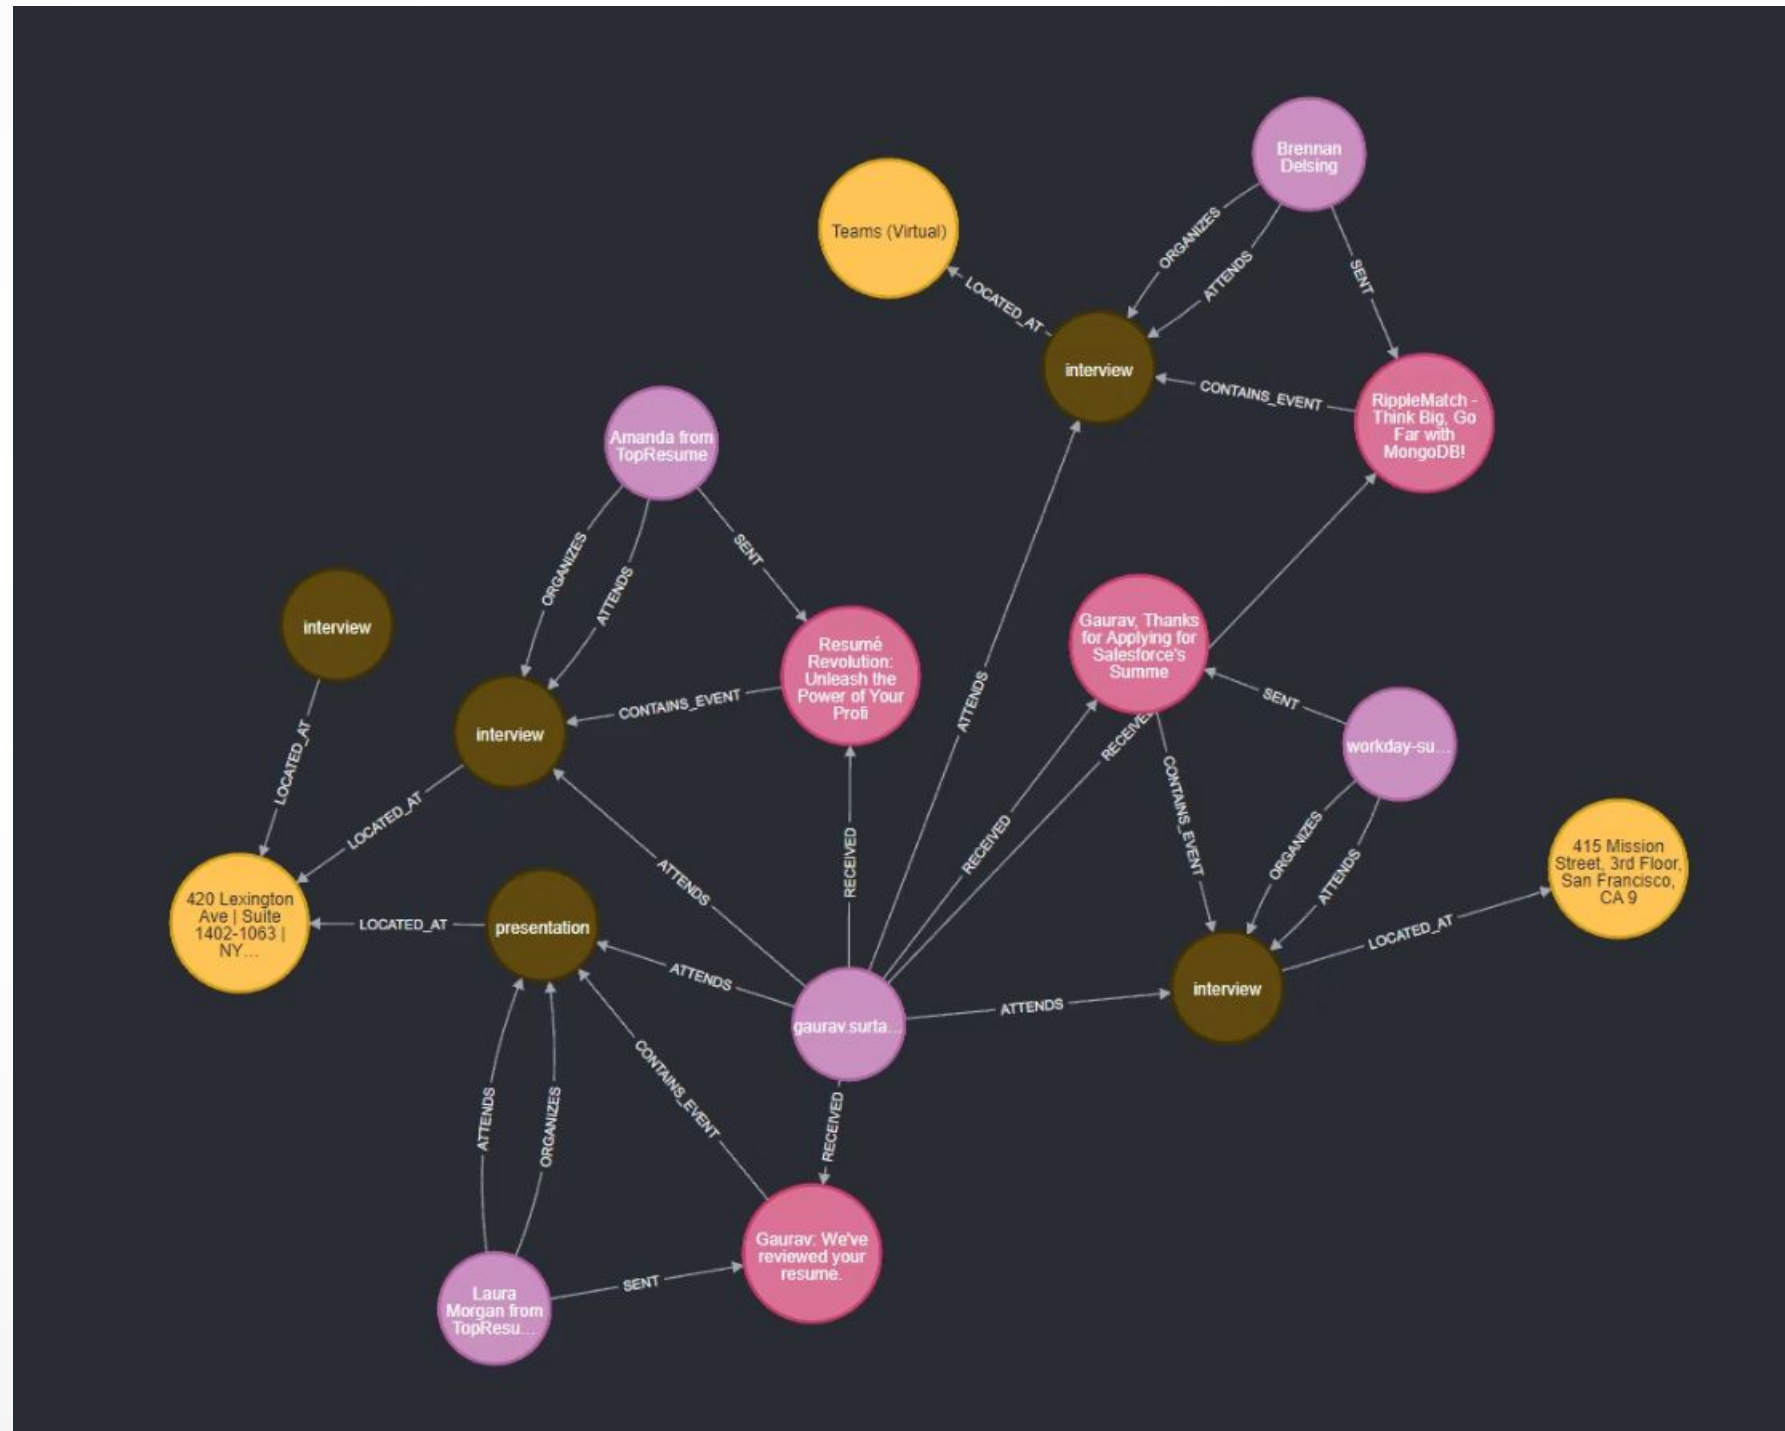 Brennan
Delsing
Teams (Virtual)
ORGANIZES
ATTENDS
SENT
LOCATED_AT
interview
CONTAINS_EVENT
RippleMatch -
Think Big, Go
Far with
MongoDB!
Amanda from
TopResume
ORGANIZES
ATTENDS
SENT
interview
Resumé
Revolution:
Unleash the
Power of Your
Profi
Gaurav, Thanks
for Applying for
Salesforce's
Summe
ATTENDS
SENT
CONTAINS_EVENT
interview
workday-su...
LOCATED_AT
LOCATED_AT
RECEIVED
CONTAINS_EVENT
ORGANIZES
ATTENDS
415 Mission
Street, 3rd Floor,
San Francisco,
CA 9
420 Lexington
Ave | Suite
1402-1063 |
NY...
LOCATED_AT
presentation
ATTENDS
RECEIVED
RECEIVED
LOCATED_AT
ATTENDS
interview
gaurav.surta...
ATTENDS
ATTENDS
ORGANIZES
CONTAINS_EVENT
RECEIVED
Gaurav: We've
reviewed your
resume.
SENT
Laura
Morgan from
TopResu...